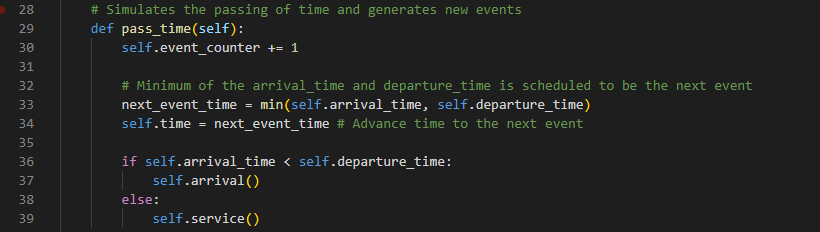 28 # Simulates the passing of time and generates new events
29 def pass_time(self):
30 self.event_counter += 1
31
32 # Minimum of the arrival_time and departure_time is scheduled to be the next event
33 next_event_time = min(self.arrival_time, self.departure_time)
34 self.time = next_event_time # Advance time to the next event
35
36 if self.arrival_time < self.departure_time:
37 self.arrival()
38 else:
39 self.service()